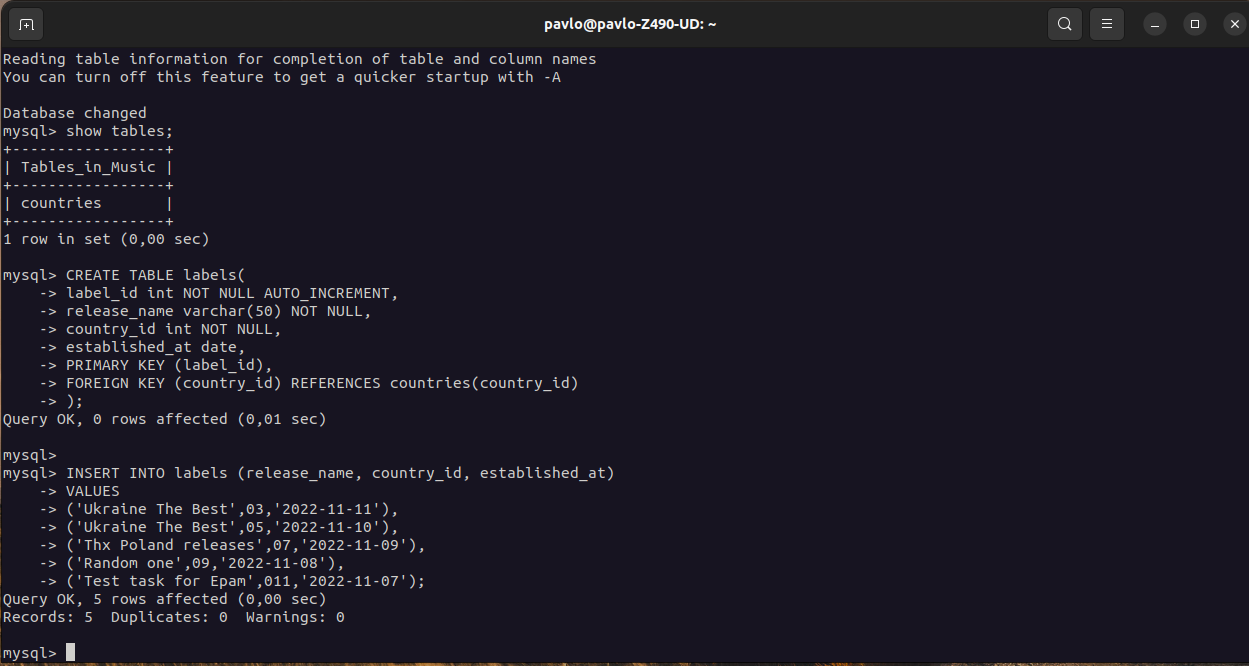 pavlo@pavlo-Z490-UD: ~
Reading table information for completion of table and column names
You can turn off this feature to get a quicker startup with -A
Database changed
mysql> show tables;
+-----------------+
| Tables_in_Music |
+-----------------+
| countries       |
+-----------------+
1 row in set (0,00 sec)
mysql> CREATE TABLE labels(
    -> label_id int NOT NULL AUTO_INCREMENT,
    -> release_name varchar(50) NOT NULL,
    -> country_id int NOT NULL,
    -> established_at date,
    -> PRIMARY KEY (label_id),
    -> FOREIGN KEY (country_id) REFERENCES countries(country_id)
    -> );
Query OK, 0 rows affected (0,01 sec)
mysql>
mysql> INSERT INTO labels (release_name, country_id, established_at)
    -> VALUES
    -> ('Ukraine The Best',03,'2022-11-11'),
    -> ('Ukraine The Best',05,'2022-11-10'),
    -> ('Thx Poland releases',07,'2022-11-09'),
    -> ('Random one',09,'2022-11-08'),
    -> ('Test task for Epam',011,'2022-11-07');
Query OK, 5 rows affected (0,00 sec)
Records: 5  Duplicates: 0  Warnings: 0
mysql>